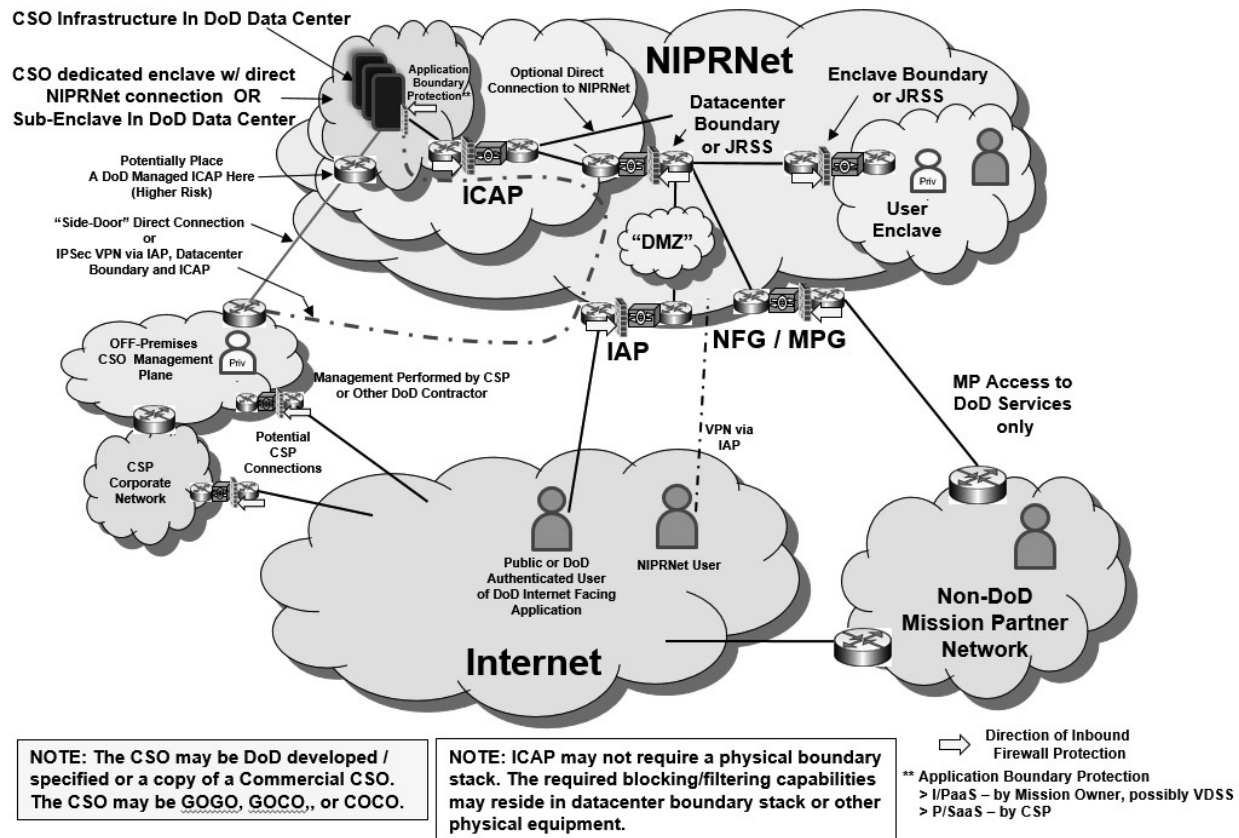 CSO Infrastructure In DoD Data Center
CSO dedicated enclave w/ direct
NIPRNet connection OR
Sub-Enclave In DoD Data Center
Application
Boundary
Protection**
Optional Direct
Connection to NIPRNet
NIPRNet
Datacenter
Boundary
or JRSS
Enclave Boundary
or JRSS
Potentially Place
A DoD Managed ICAP Here
(Higher Risk)
ICAP
Priv
User
Enclave
"DMZ"
“Side-Door” Direct Connection
or
IPSec VPN via IAP, Datacenter
Boundary and ICAP
IAP
NFG / MPG
OFF-Premises
CSO Management
Plane
Priv
Management Performed by CSP
or Other DoD Contractor
MP Access to
DoD Services
only
VPN via
IAP
Potential
CSP
Connections
CSP
Corporate
Network
Public or DoD
Authenticated User
of DoD Internet Facing
Application
NIPRNet User
Internet
Non-DoD
Mission Partner
Network
NOTE: The CSO may be DoD developed /
specified or a copy of a Commercial CSO.
The CSO may be GOGO, GOCO,, or COCO.
NOTE: ICAP may not require a physical boundary
stack. The required blocking/filtering capabilities
may reside in datacenter boundary stack or other
physical equipment.
Direction of Inbound
Firewall Protection
** Application Boundary Protection
> I/PaaS – by Mission Owner, possibly VDSS
> P/SaaS – by CSP